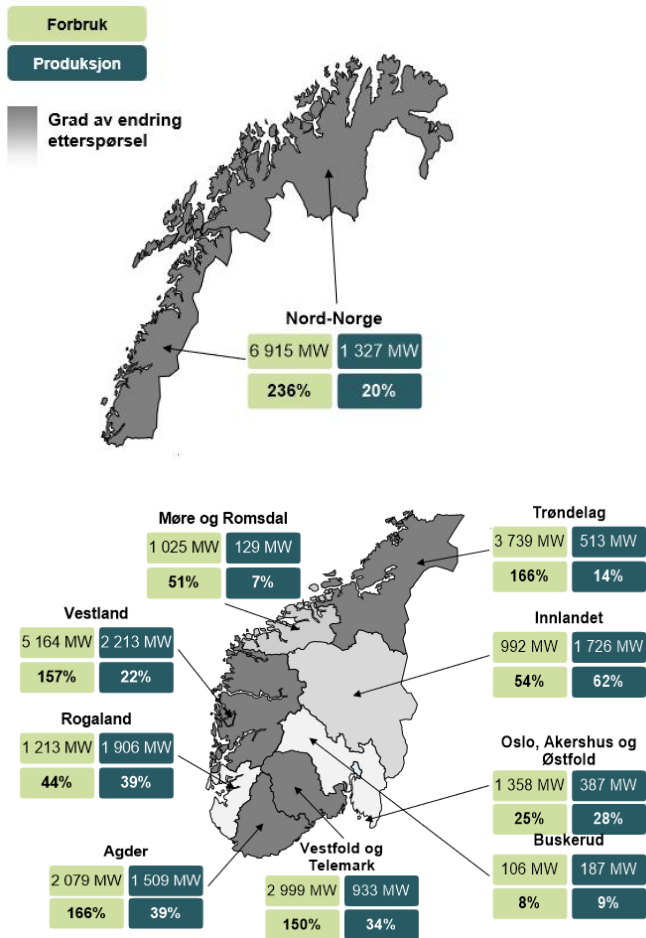 Forbruk
Produksjon
Grad av endring
etterspørsel
Nord-Norge
6 915 MW 1 327 MW
236% 20%
Møre og Romsdal
1 025 MW 129 MW
51% 7%
Trøndelag
3 739 MW 513 MW
166% 14%
Vestland
5 164 MW 2 213 MW
157% 22%
Innlandet
992 MW 1 726 MW
54% 62%
Rogaland
1 213 MW 1 906 MW
44% 39%
Oslo, Akershus og
Østfold
1 358 MW 387 MW
25% 28%
Agder
2 079 MW 1 509 MW
166% 39%
Vestfold og
Telemark
2 999 MW 933 MW
150% 34%
Buskerud
106 MW 187 MW
8% 9%